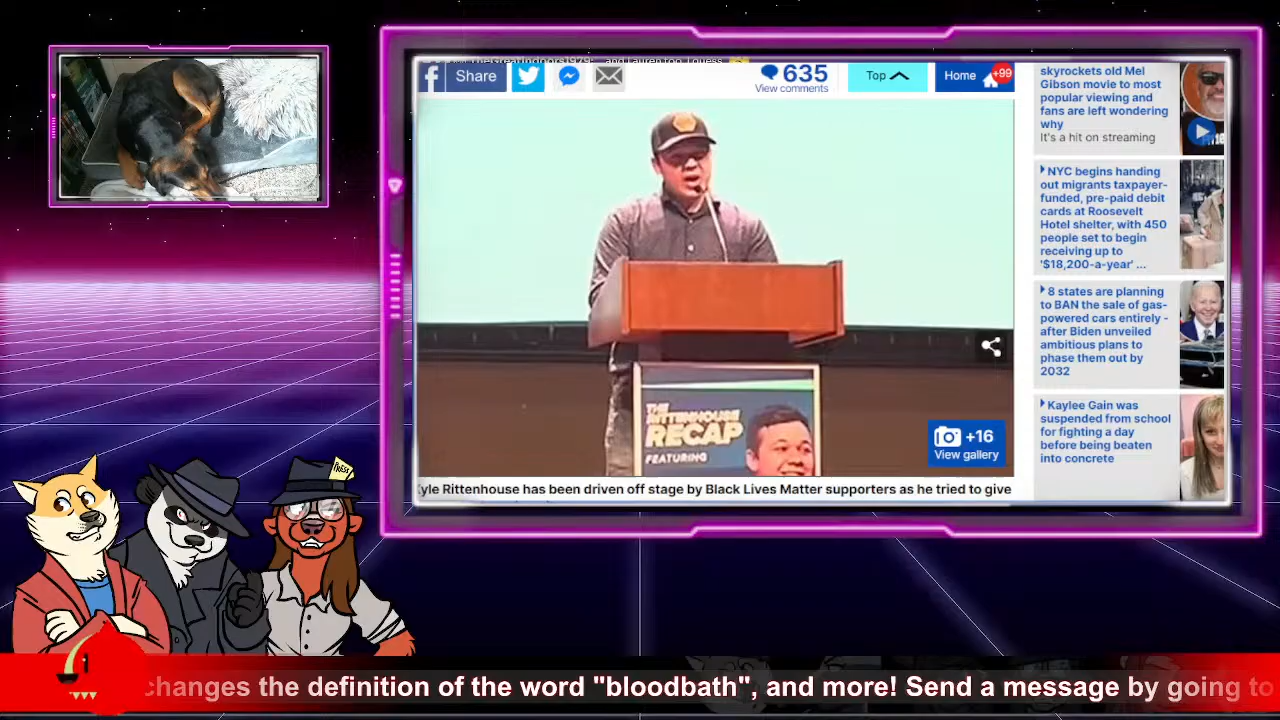 Share
635
View comments
Top
Home
+99
skyrockets old Mel
Gibson movie to most
popular viewing and
fans are left wondering
why
It's a hit on streaming
NYC begins handing
out migrants taxpayer-
funded, pre-paid debit
cards at Roosevelt
Hotel shelter, with 450
people set to begin
receiving up to
'$18,200-a-year' ...
8 states are planning
to BAN the sale of gas-
powered cars entirely -
after Biden unveiled
ambitious plans to
phase them out by
2032
Kaylee Gain was
suspended from school
for fighting a day
before being beaten
into concrete
THE
RITTENHOUSE
RECAP
FEATURING
+16
View gallery
yle Rittenhouse has been driven off stage by Black Lives Matter supporters as he tried to give
PRESS
changes the definition of the word "bloodbath", and more! Send a message by going to